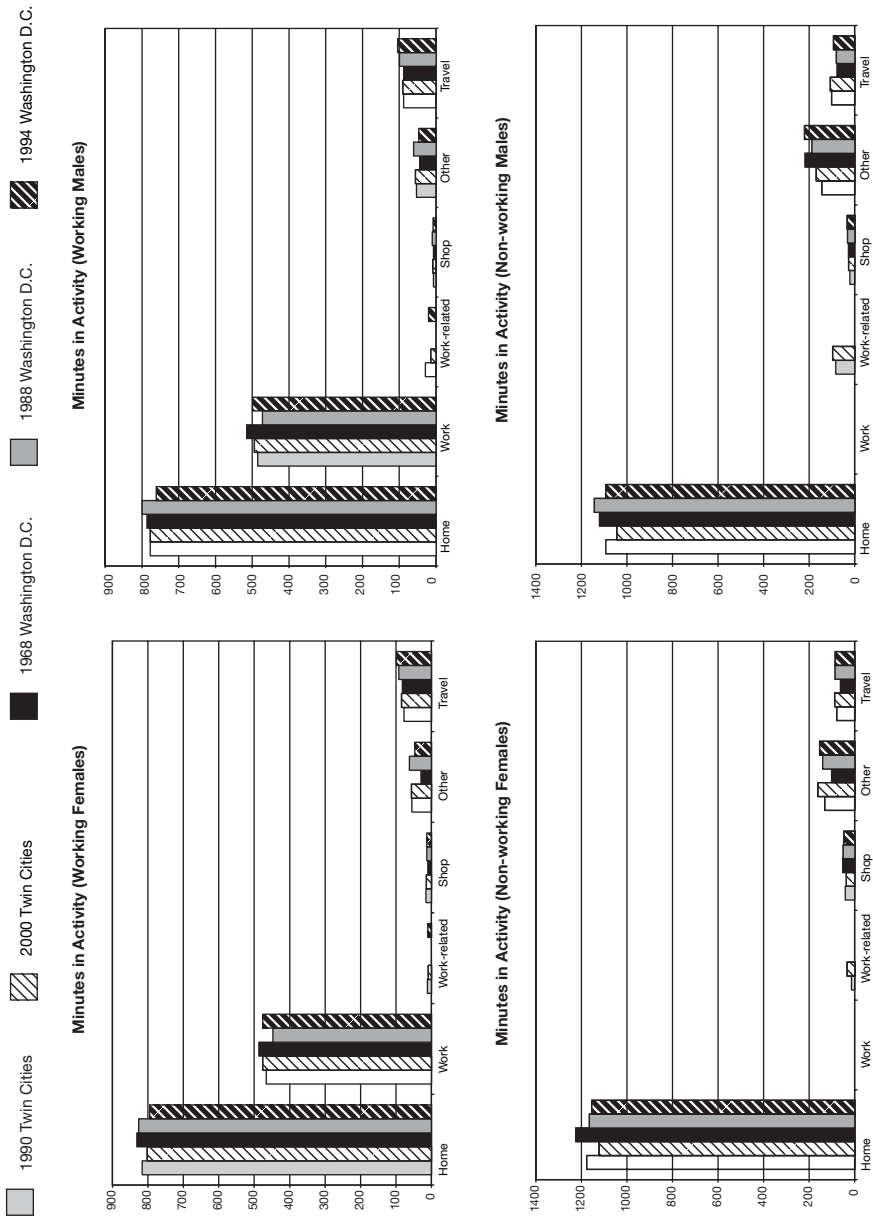 1990 Twin Cities
2000 Twin Cities
1968 Washington D.C.
1988 Washington D.C.
1994 Washington D.C.
Minutes in Activity (Working Females)
900
800
700
600
500
400
300
200
100
0
Home Work Work-related Shop Other Travel
Minutes in Activity (Working Males)
900
800
700
600
500
400
300
200
100
0
Home Work Work-related Shop Other Travel
Minutes in Activity (Non-working Females)
1400
1200
1000
800
600
400
200
0
Home Work Work-related Shop Other Travel
Minutes in Activity (Non-working Males)
1400
1200
1000
800
600
400
200
0
Home Work Work-related Shop Other Travel